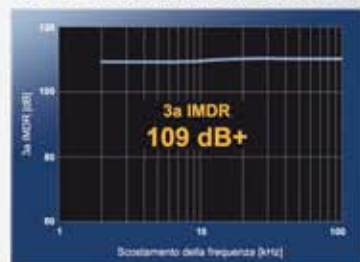 3a IMDR [dB]
120
100
80
60
3a IMDR
109 dB+
1
10
100
Scostamento della frequenza [kHz]